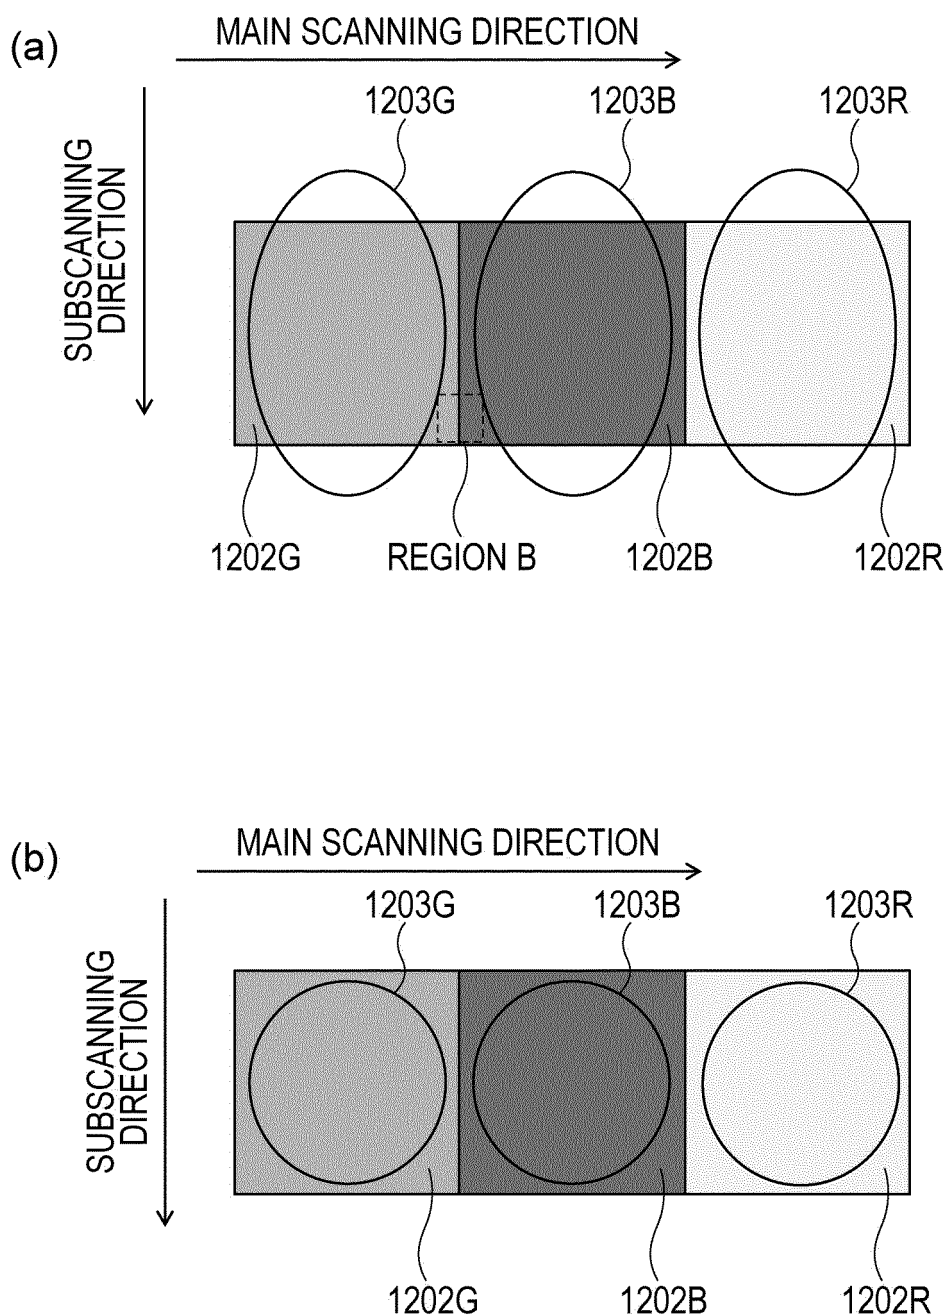 (a)
MAIN SCANNING DIRECTION
1203G 1203B 1203R
SUBSCANNING
DIRECTION
1202G REGION B 1202B 1202R
(b)
MAIN SCANNING DIRECTION
1203G 1203B 1203R
SUBSCANNING
DIRECTION
1202G 1202B 1202R